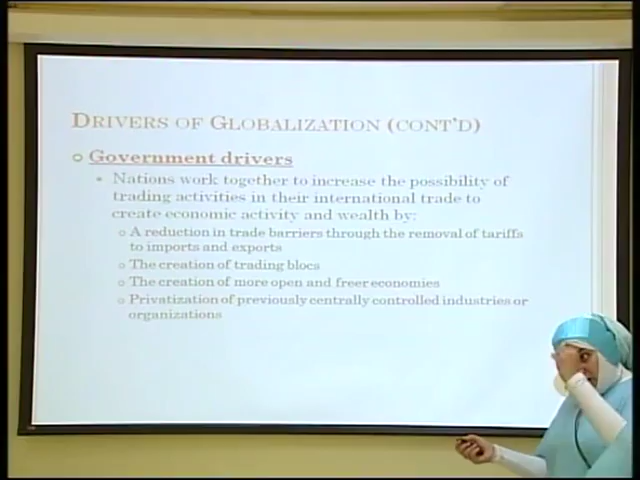 DRIVERS OF GLOBALIZATION (CONT'D)
Government drivers
Nations work together to increase the possibility of
trading activities in their international trade to
create economic activity and wealth by:
A reduction in trade barriers through the removal of tariffs
to imports and exports
The creation of trading blocs
The creation of more open and freer economies
Privatization of previously centrally controlled industries or
organizations